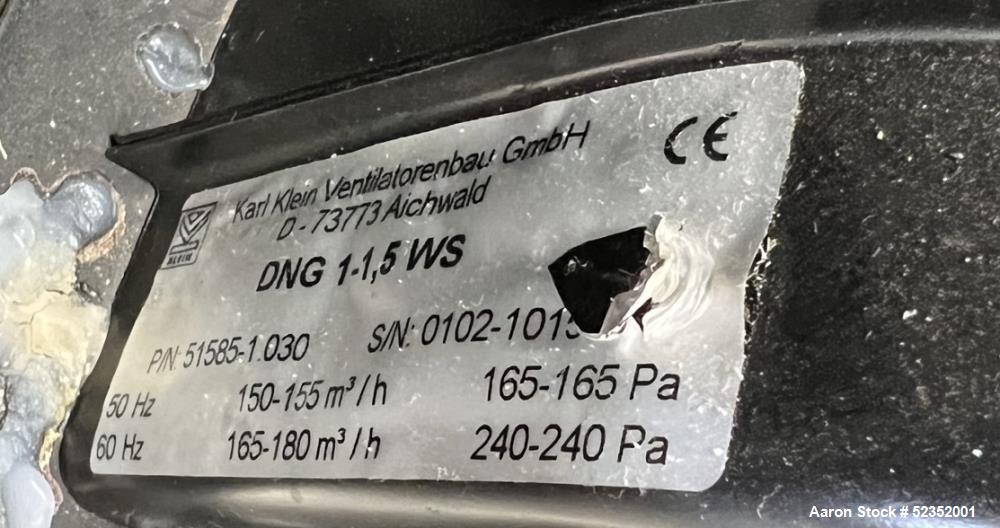 Karl Klein Ventilatorenbau GmbH
CE
D - 73773 Aichwald
KLEIN
DNG 1-1,5 WS
P/N: 51585-1.030 S/N: 0102-1015
50 Hz 150-155 m³/h 165-165 Pa
60 Hz 165-180 m³/h 240-240 Pa
Aaron Stock # 52352001